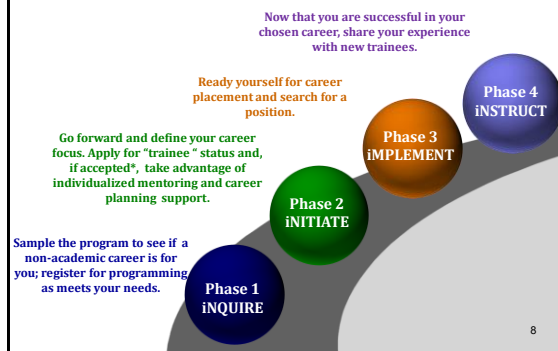 Now that you are successful in your
chosen career, share your experience
with new trainees.
Phase 4
iNSTRUCT
Ready yourself for career
placement and search for a
position.
Phase 3
iMPLEMENT
Go forward and define your career
focus. Apply for "trainee " status and,
if accepted*, take advantage of
individualized mentoring and career
planning support.
Phase 2
iNITIATE
Sample the program to see if a
non-academic career is for
you; register for programming
as meets your needs.
Phase 1
iNQUIRE
8